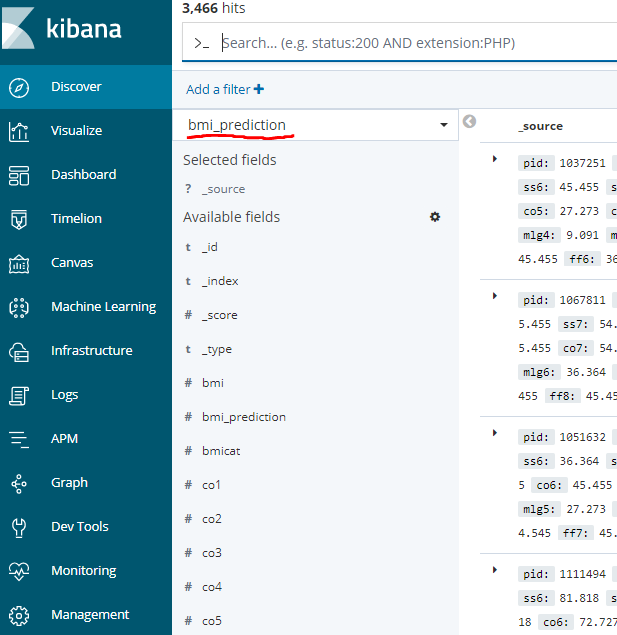 kibana
Discover
Visualize
Dashboard
Timelion
Canvas
Machine Learning
Infrastructure
Logs
APM
Graph
Dev Tools
Monitoring
Management
3,466 hits
>_ Search... (e.g. status:200 AND extension:PHP)
Add a filter +
bmi_prediction
Selected fields
? _source
Available fields
t _id
t _index
# _score
t _type
# bmi
# bmi_prediction
# bmicat
# co1
# co2
# co3
# co4
# co5
_source
pid: 1037251
ss6: 45.455 s
co5: 27.273 c
mlg4: 9.091 m
45.455 ff6: 36
pid: 1067811
5.455 ss7: 54.
5.455 co7: 54.
mlg6: 36.364
455 ff8: 45.45
pid: 1051632
ss6: 36.364 s
5 co6: 45.455
mlg5: 27.273
4.545 ff7: 45.
pid: 1111494
ss6: 81.818 s
18 co6: 72.727